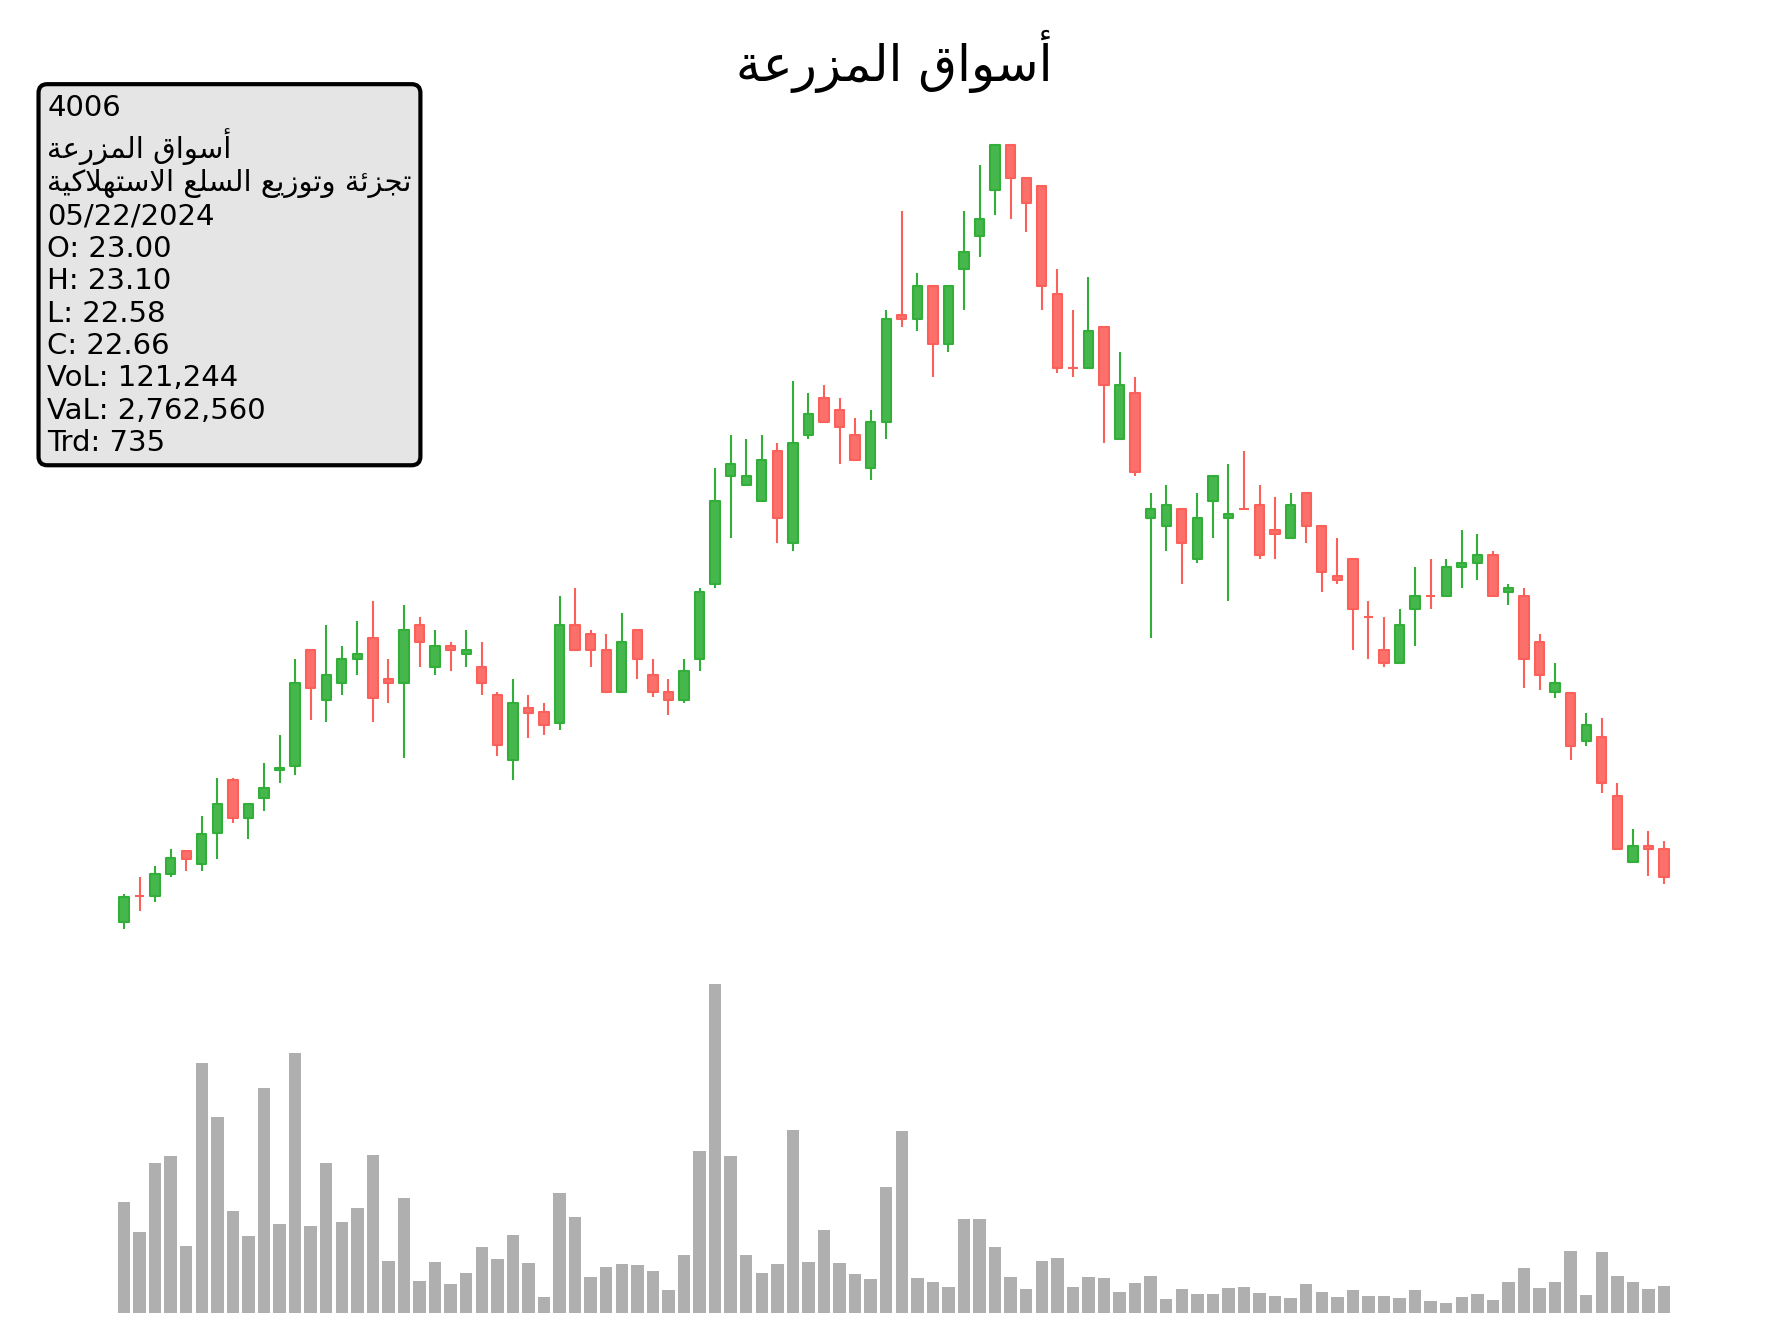 أسواق المزرعة
4006
أسواق المزرعة
تجزئة وتوزيع السلع الاستهلاكية
05/22/2024
O: 23.00
H: 23.10
L: 22.58
C: 22.66
VoL: 121,244
VaL: 2,762,560
Trd: 735